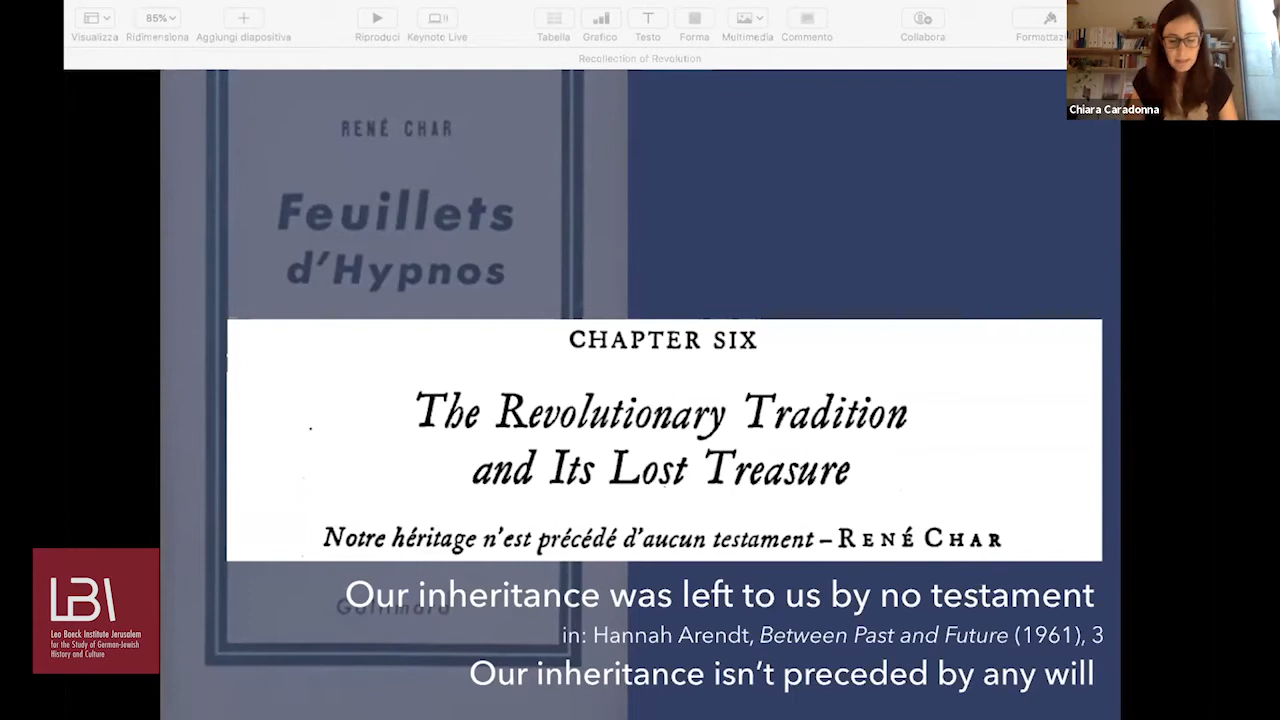 Visualizza
85%
Ridimensiona
Aggiungi diapositiva
Riproduci
Keynote Live
Tabella
Grafico
Testo
Forma
Multimedia
Commento
Collabora
Formattazi
Recollection of Revolution
Chiara Caradonna
RENÉ CHAR
Feuillets
d'Hypnos
CHAPTER SIX
The Revolutionary Tradition
and Its Lost Treasure
Notre héritage n'est précédé d'aucun testament – RENÉ CHAR
Gallimard
Our inheritance was left to us by no testament
in: Hannah Arendt, Between Past and Future (1961), 3
Our inheritance isn't preceded by any will
LBI
Leo Baeck Institute Jerusalem
for the Study of German-Jewish
History and Culture